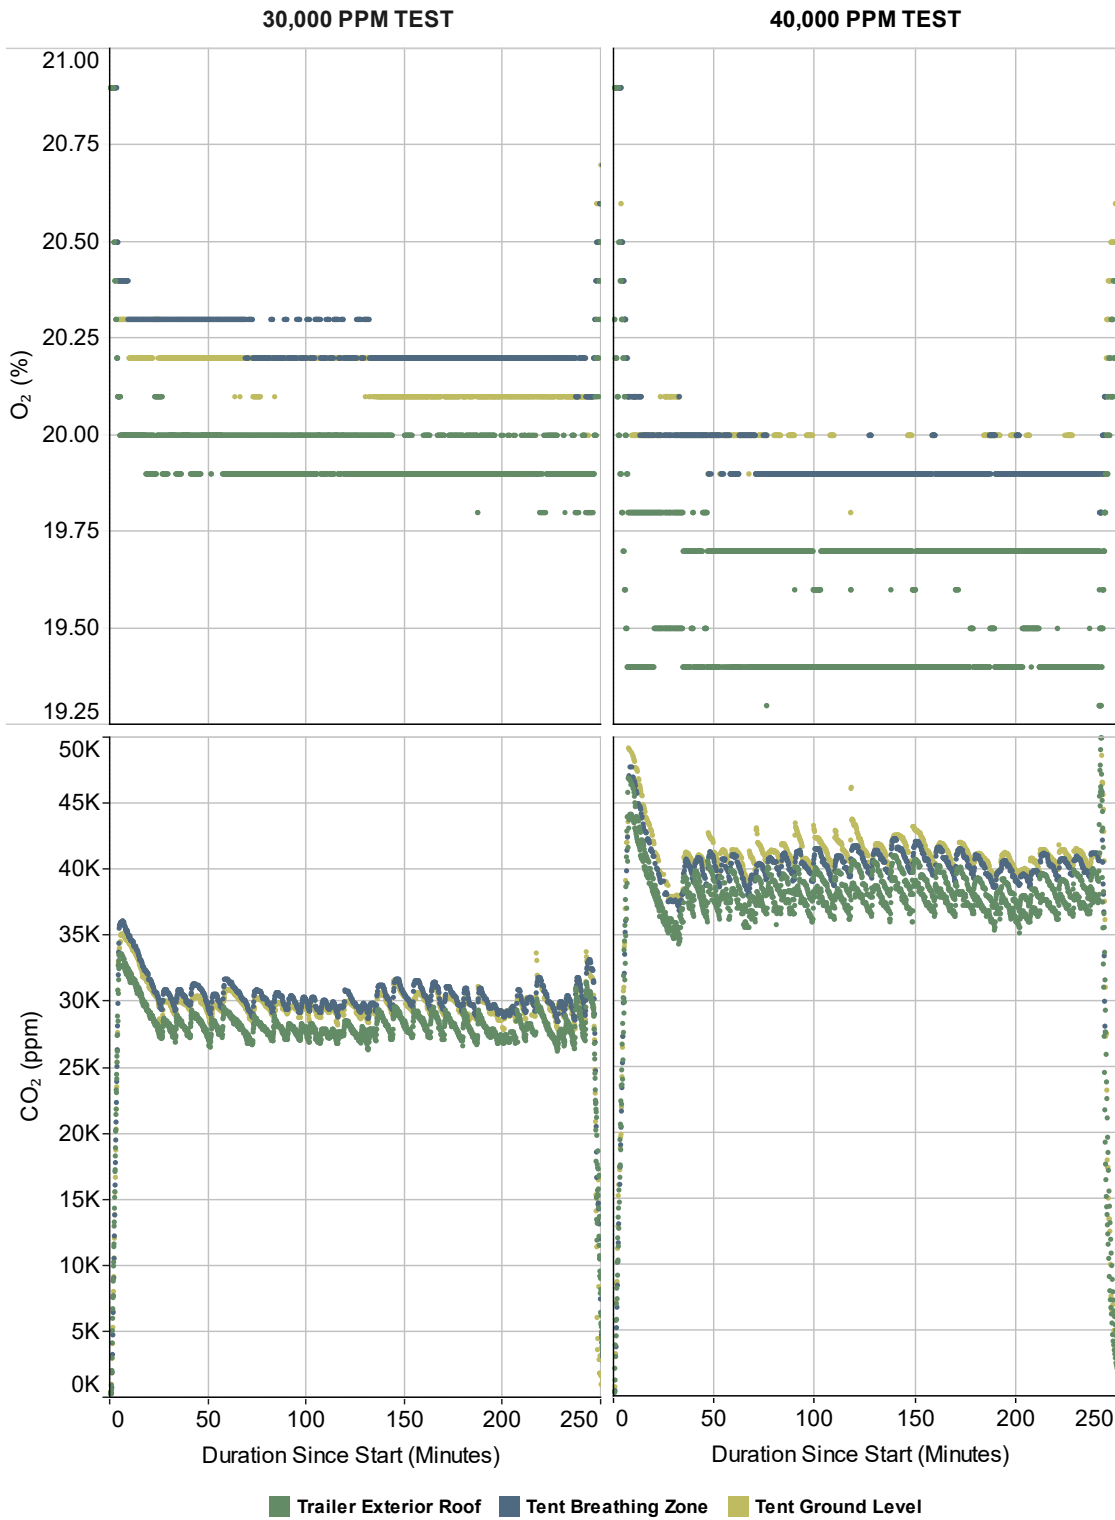 30,000 PPM TEST
40,000 PPM TEST
21.00
20.75
20.50
20.25
20.00
19.75
19.50
19.25
O₂ (%)
50K
45K
40K
35K
30K
25K
20K
15K
10K
5K
0K
CO₂ (ppm)
0 50 100 150 200 250
0 50 100 150 200 250
Duration Since Start (Minutes)
Duration Since Start (Minutes)
Trailer Exterior Roof Tent Breathing Zone Tent Ground Level